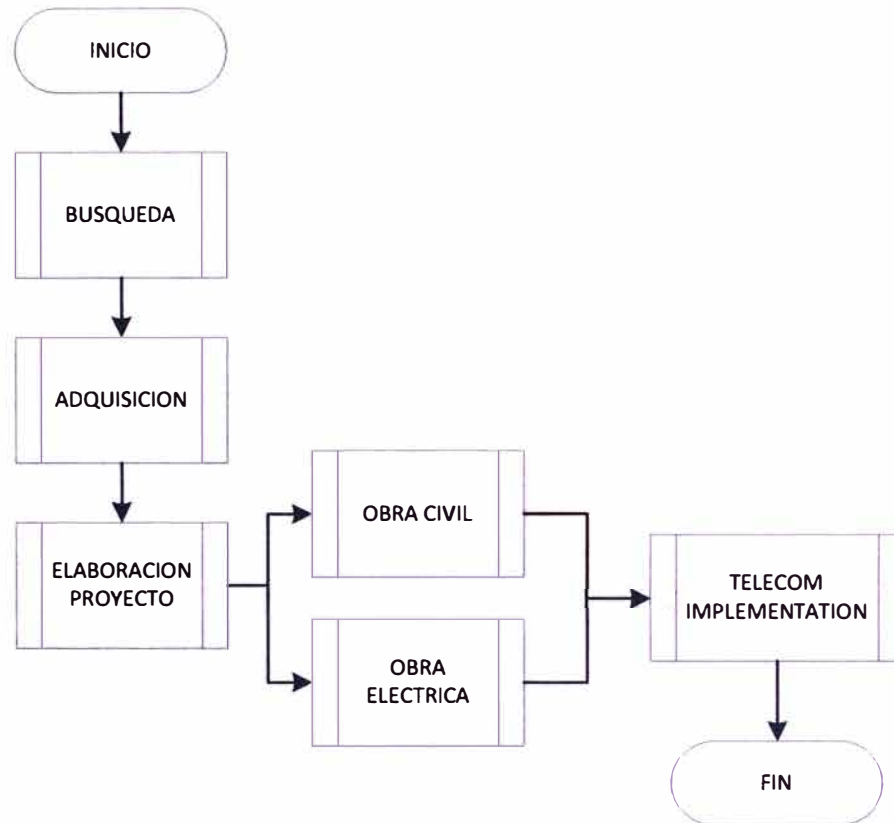 INICIO
BUSQUEDA
ADQUISICION
ELABORACION
PROYECTO
OBRA CIVIL
OBRA
ELECTRICA
TELECOM
IMPLEMENTATION
FIN